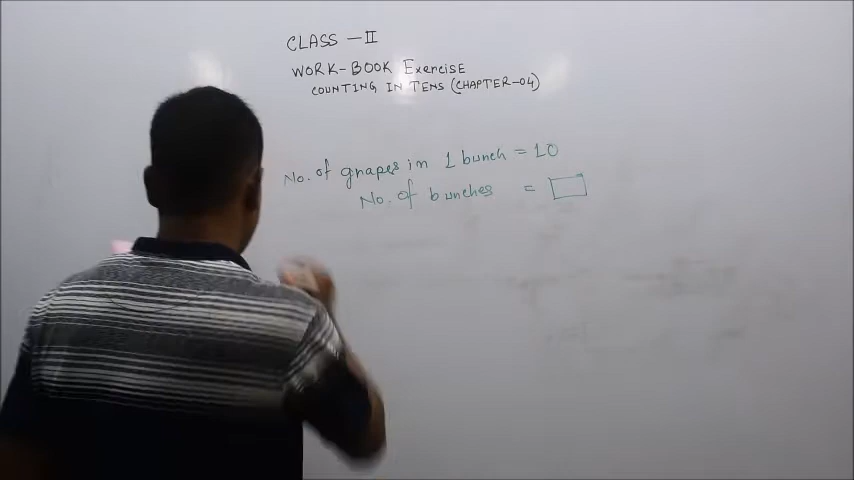 CLASS - II
WORK-BOOK Exercise
COUNTING IN TENS (CHAPTER-04)
No. of grapes in 1 bunch = 10
No. of bunches =